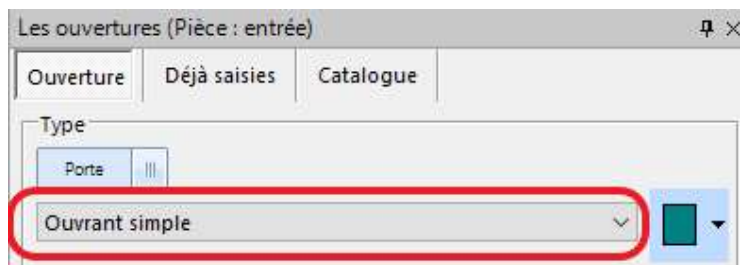 Les ouvertures (Pièce : entrée)
Ouverture Déjà saisies Catalogue
Type
Porte
Ouvrant simple